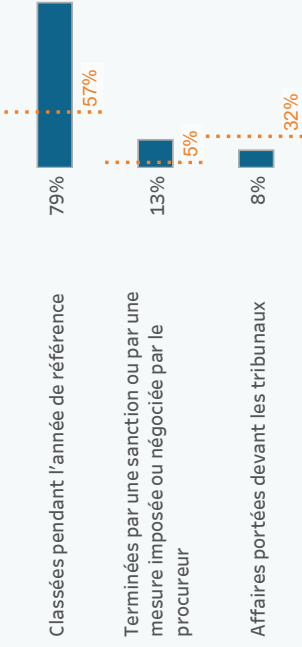 Classées pendant l'année de référence
79%
57%
Terminées par une sanction ou par une
mesure imposée ou négociée par le
procureur
13%
5%
Affaires portées devant les tribunaux
8%
32%